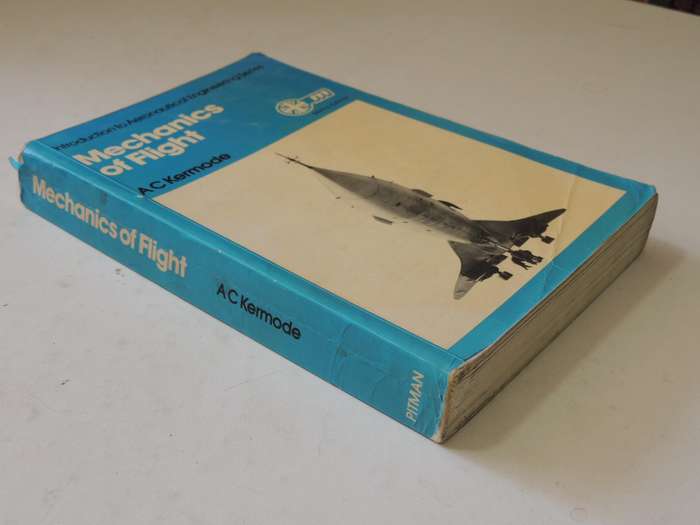 Introduction to Aeronautical Engineering Series
Mechanics
of Flight
A C Kermode
Mechanics of Flight
A C Kermode
PITMAN